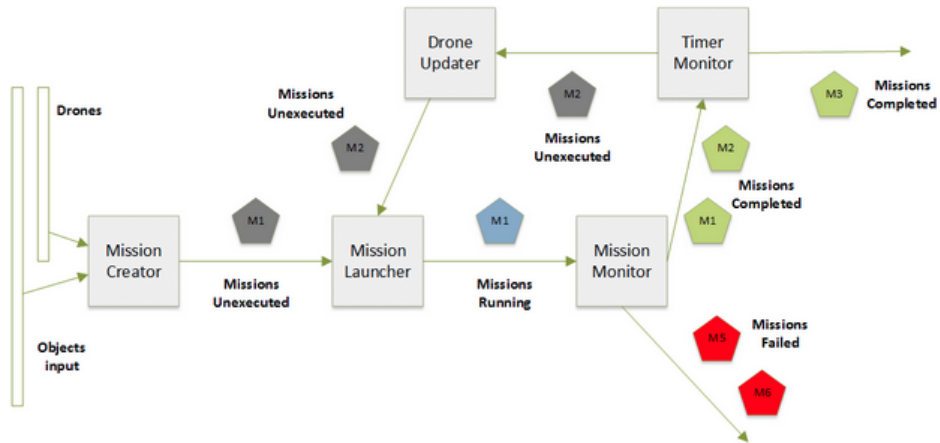 Drone
Updater
Timer
Monitor
Missions
Unexecuted
M2
M2
Missions
Unexecuted
M3
Missions
Completed
Drones
M2
Missions
Completed
M1
Mission
Creator
M1
Missions
Unexecuted
Mission
Launcher
M1
Missions
Running
Mission
Monitor
Objects
input
M5
Missions
Failed
M6